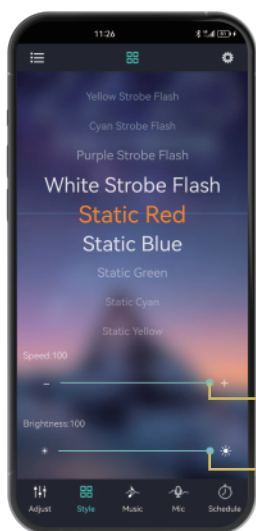 11:26
Yellow Strobe Flash
Cyan Strobe Flash
Purple Strobe Flash
White Strobe Flash
Static Red
Static Blue
Static Green
Static Cyan
Static Yellow
Speed:100
Brightness:100
Adjust Style Music Mic Schedule